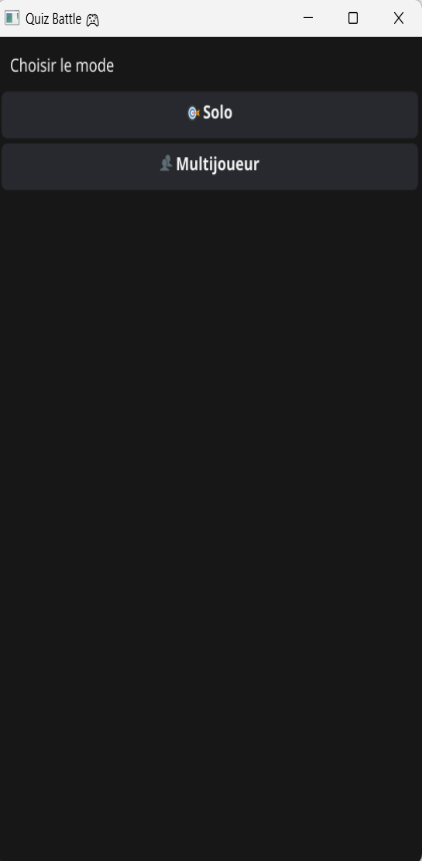 Quiz Battle 🎮
Choisir le mode
🎯 Solo
👥 Multijoueur